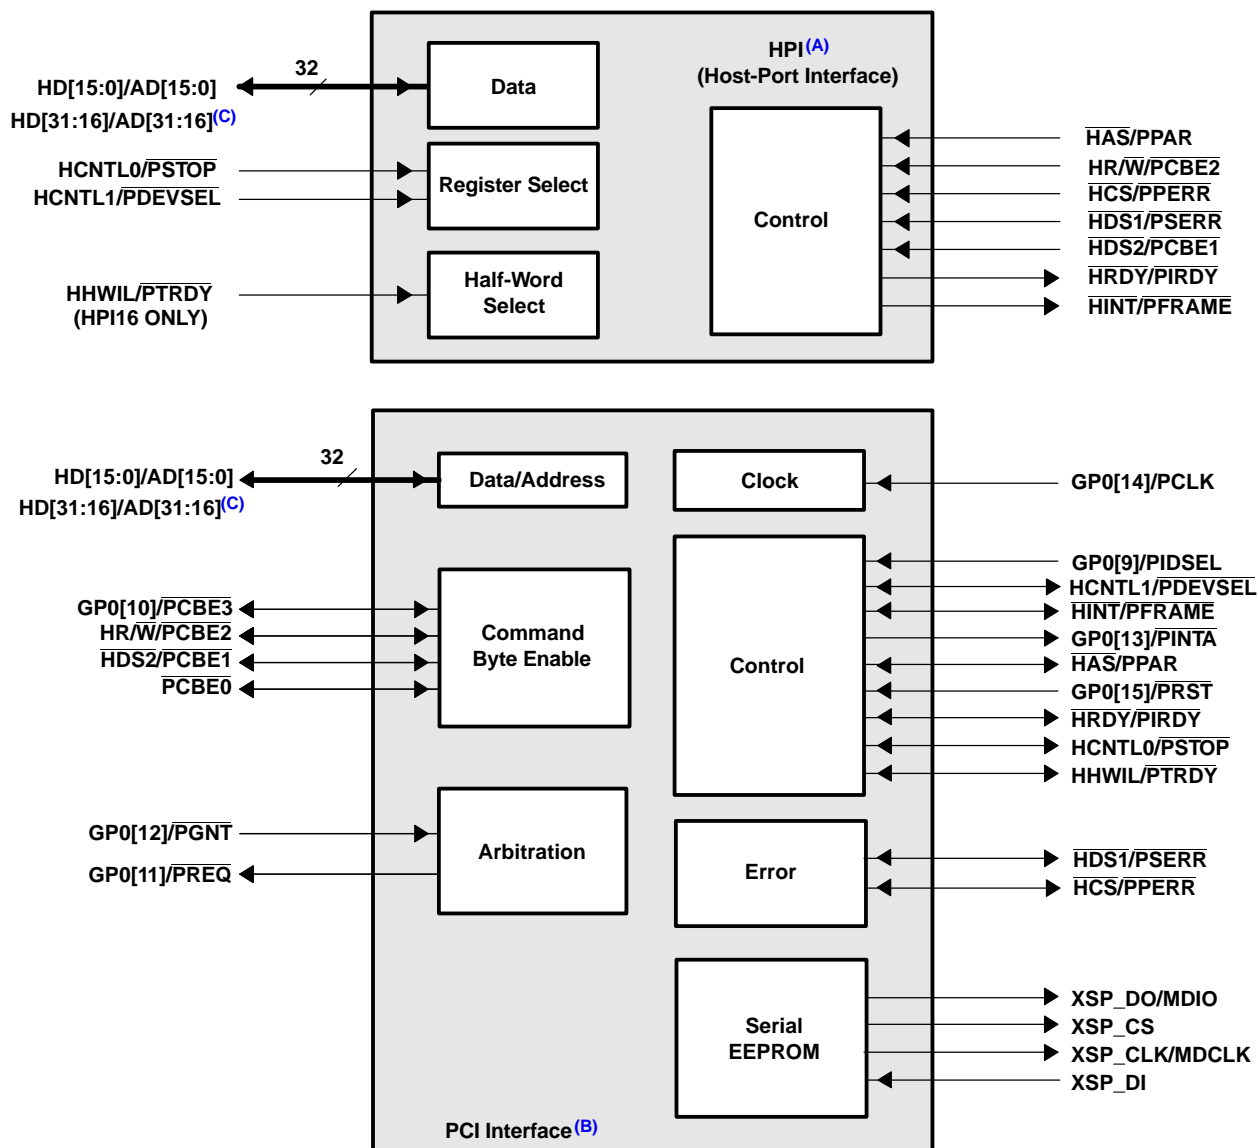 HPI(A)
(Host-Port Interface)
32
HD[15:0]/AD[15:0]
HD[31:16]/AD[31:16](C)
Data
HCNTL0/PSTOP
HCNTL1/PDEVSEL
Register Select
HHWIL/PTRDY
(HPI16 ONLY)
Half-Word
Select
Control
HAS/PPAR
HR/W/PCBE2
HCS/PPERR
HDS1/PSERR
HDS2/PCBE1
HRDY/PIRDY
HINT/PFRAME
32
HD[15:0]/AD[15:0]
HD[31:16]/AD[31:16](C)
Data/Address
Clock
GP0[14]/PCLK
GP0[10]/PCBE3
HR/W/PCBE2
HDS2/PCBE1
PCBE0
Command
Byte Enable
Control
GP0[9]/PIDSEL
HCNTL1/PDEVSEL
HINT/PFRAME
GP0[13]/PINTA
HAS/PPAR
GP0[15]/PRST
HRDY/PIRDY
HCNTL0/PSTOP
HHWIL/PTRDY
GP0[12]/PGNT
GP0[11]/PREQ
Arbitration
Error
HDS1/PSERR
HCS/PPERR
Serial
EEPROM
XSP_DO/MDIO
XSP_CS
XSP_CLK/MDCLK
XSP_DI
PCI Interface(B)